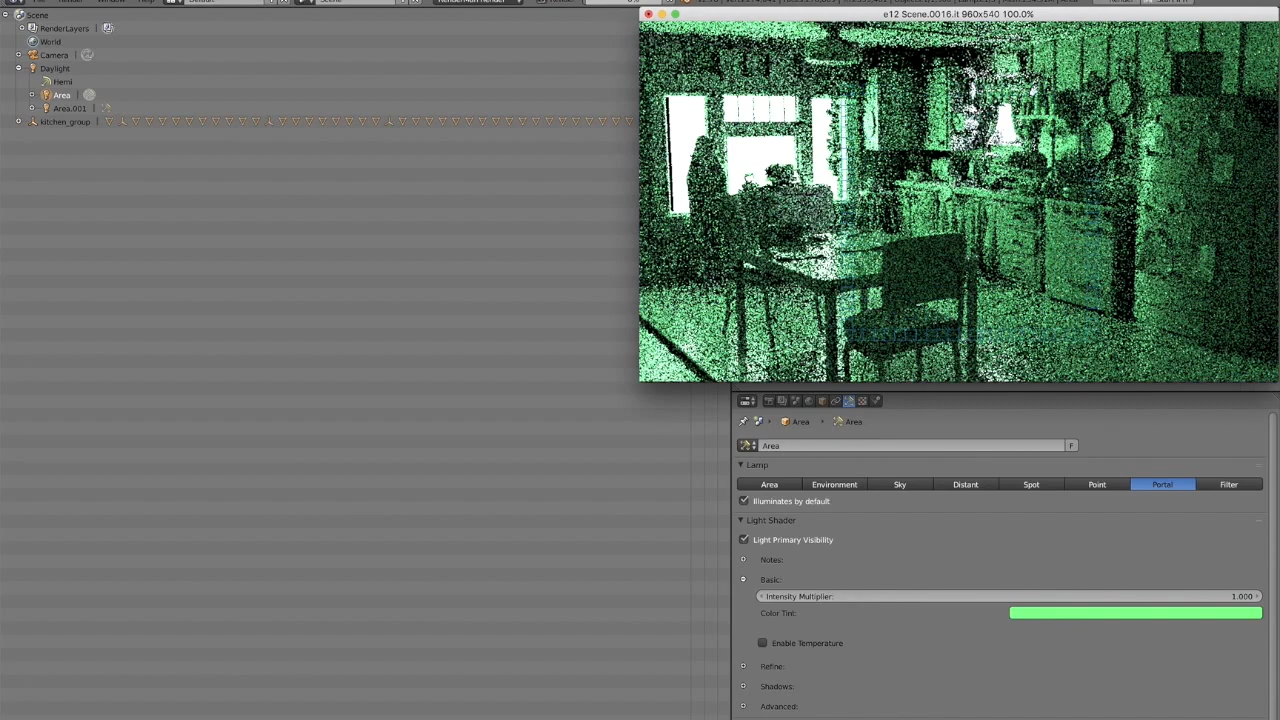 Scene
RenderLayers
World
Camera
Daylight
Hemi
Area
Area.001
kitchen_group
e12 Scene.0016.it 960x540 100.0%
Area Area
Area F
Lamp
Area Environment Sky Distant Spot Point Portal Filter
Illuminates by default
Light Shader
Light Primary Visibility
Notes:
Basic:
Intensity Multiplier: 1.000
Color Tint:
Enable Temperature
Refine:
Shadows:
Advanced: